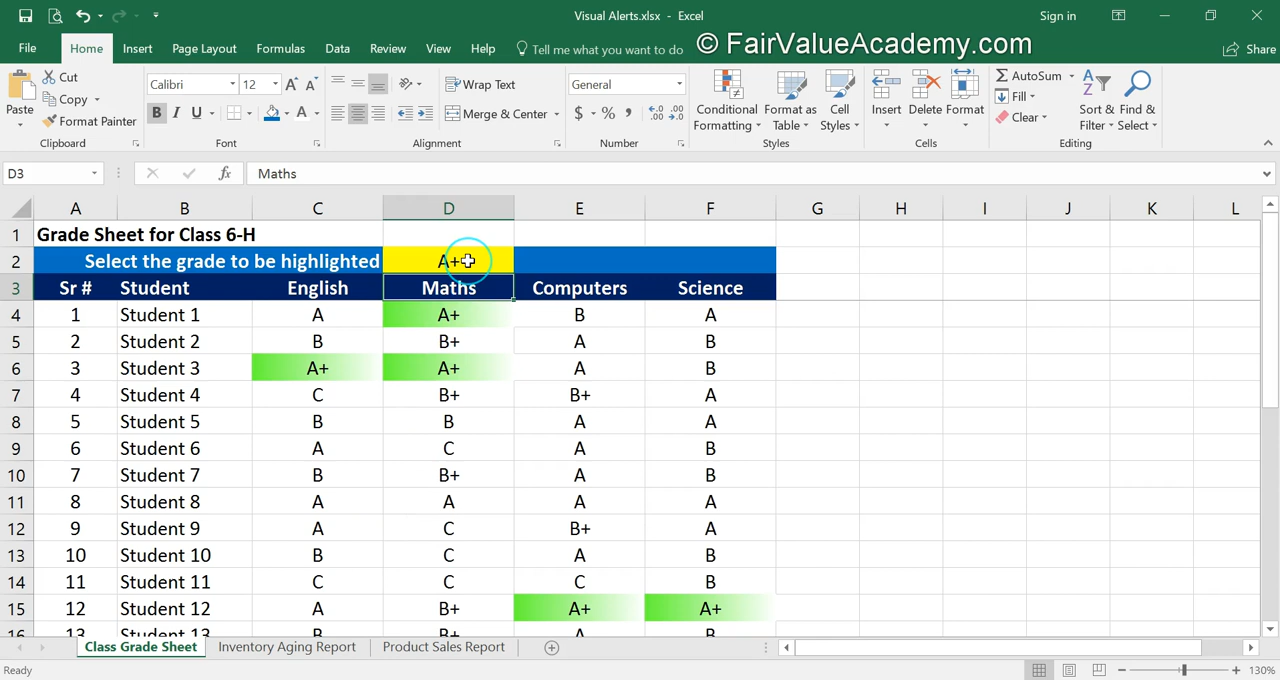 Visual Alerts.xlsx - Excel
Sign in
File Home Insert Page Layout Formulas Data Review View Help Tell me what you want to do
© FairValueAcademy.com
Share
Paste
Cut
Copy
Format Painter
Clipboard
Calibri 12
B I U
Font
Wrap Text
Merge & Center
Alignment
General
$ % ,
Number
Conditional Formatting
Format as Table
Cell Styles
Styles
Insert Delete Format
Cells
AutoSum
Fill
Clear
Sort & Filter
Find & Select
Editing
D3 fx Maths
A B C D E F G H I J K L
1 Grade Sheet for Class 6-H
2 Select the grade to be highlighted A+
3 Sr # Student English Maths Computers Science
4 1 Student 1 A A+ B A
5 2 Student 2 B B+ A B
6 3 Student 3 A+ A+ A B
7 4 Student 4 C B+ B+ A
8 5 Student 5 B B A A
9 6 Student 6 A C A B
10 7 Student 7 B B+ A B
11 8 Student 8 A A A A
12 9 Student 9 A C B+ A
13 10 Student 10 B C A B
14 11 Student 11 C C C B
15 12 Student 12 A B+ A+ A+
16 13 Student 13 B B+ A B
Class Grade Sheet Inventory Aging Report Product Sales Report
Ready
130%